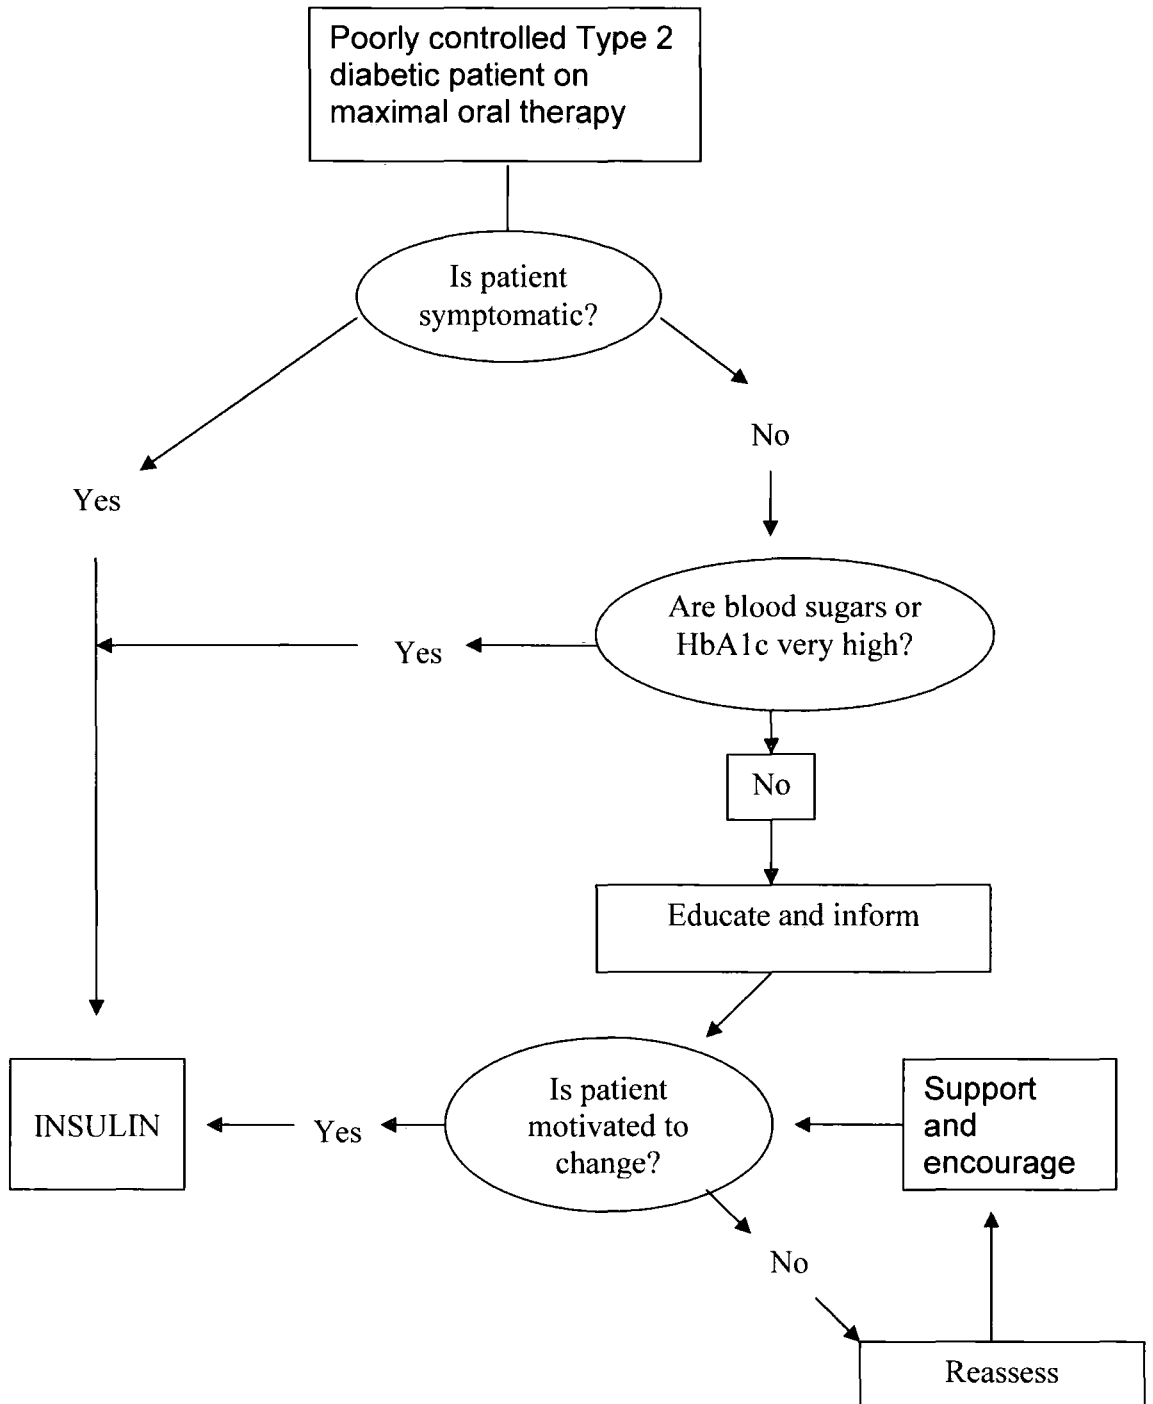 Poorly controlled Type 2
diabetic patient on
maximal oral therapy
Is patient
symptomatic?
No
Yes
Are blood sugars or
HbA1c very high?
Yes
No
Educate and inform
Is patient
motivated to
change?
Yes
INSULIN
Support
and
encourage
No
Reassess